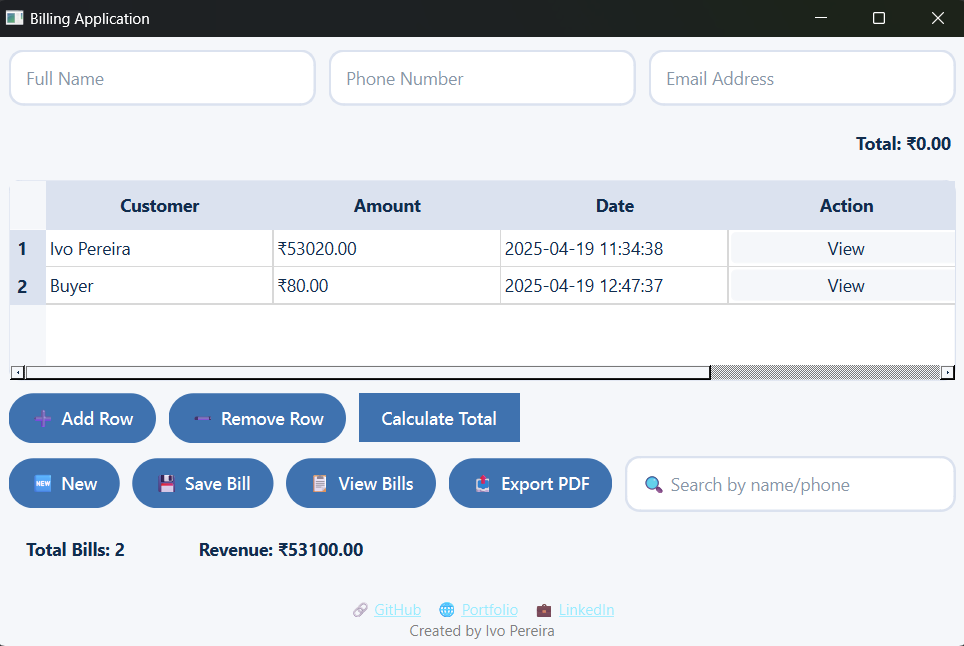 Billing Application
Full Name Phone Number Email Address
Total: ₹0.00
Customer Amount Date Action
1 Ivo Pereira ₹53020.00 2025-04-19 11:34:38 View
2 Buyer ₹80.00 2025-04-19 12:47:37 View
Add Row Remove Row Calculate Total
NEW New Save Bill View Bills Export PDF Search by name/phone
Total Bills: 2 Revenue: ₹53100.00
GitHub Portfolio LinkedIn
Created by Ivo Pereira